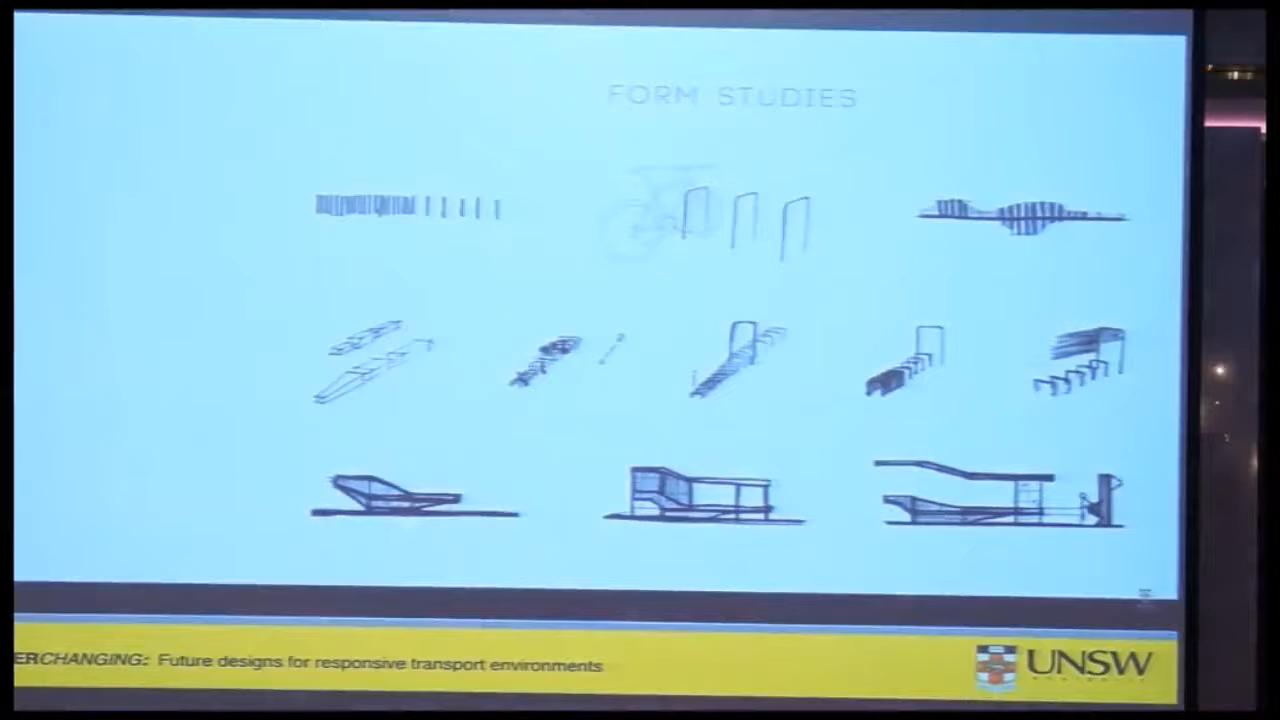 FORM STUDIES
ERCHANGING: Future designs for responsive transport environments
UNSW